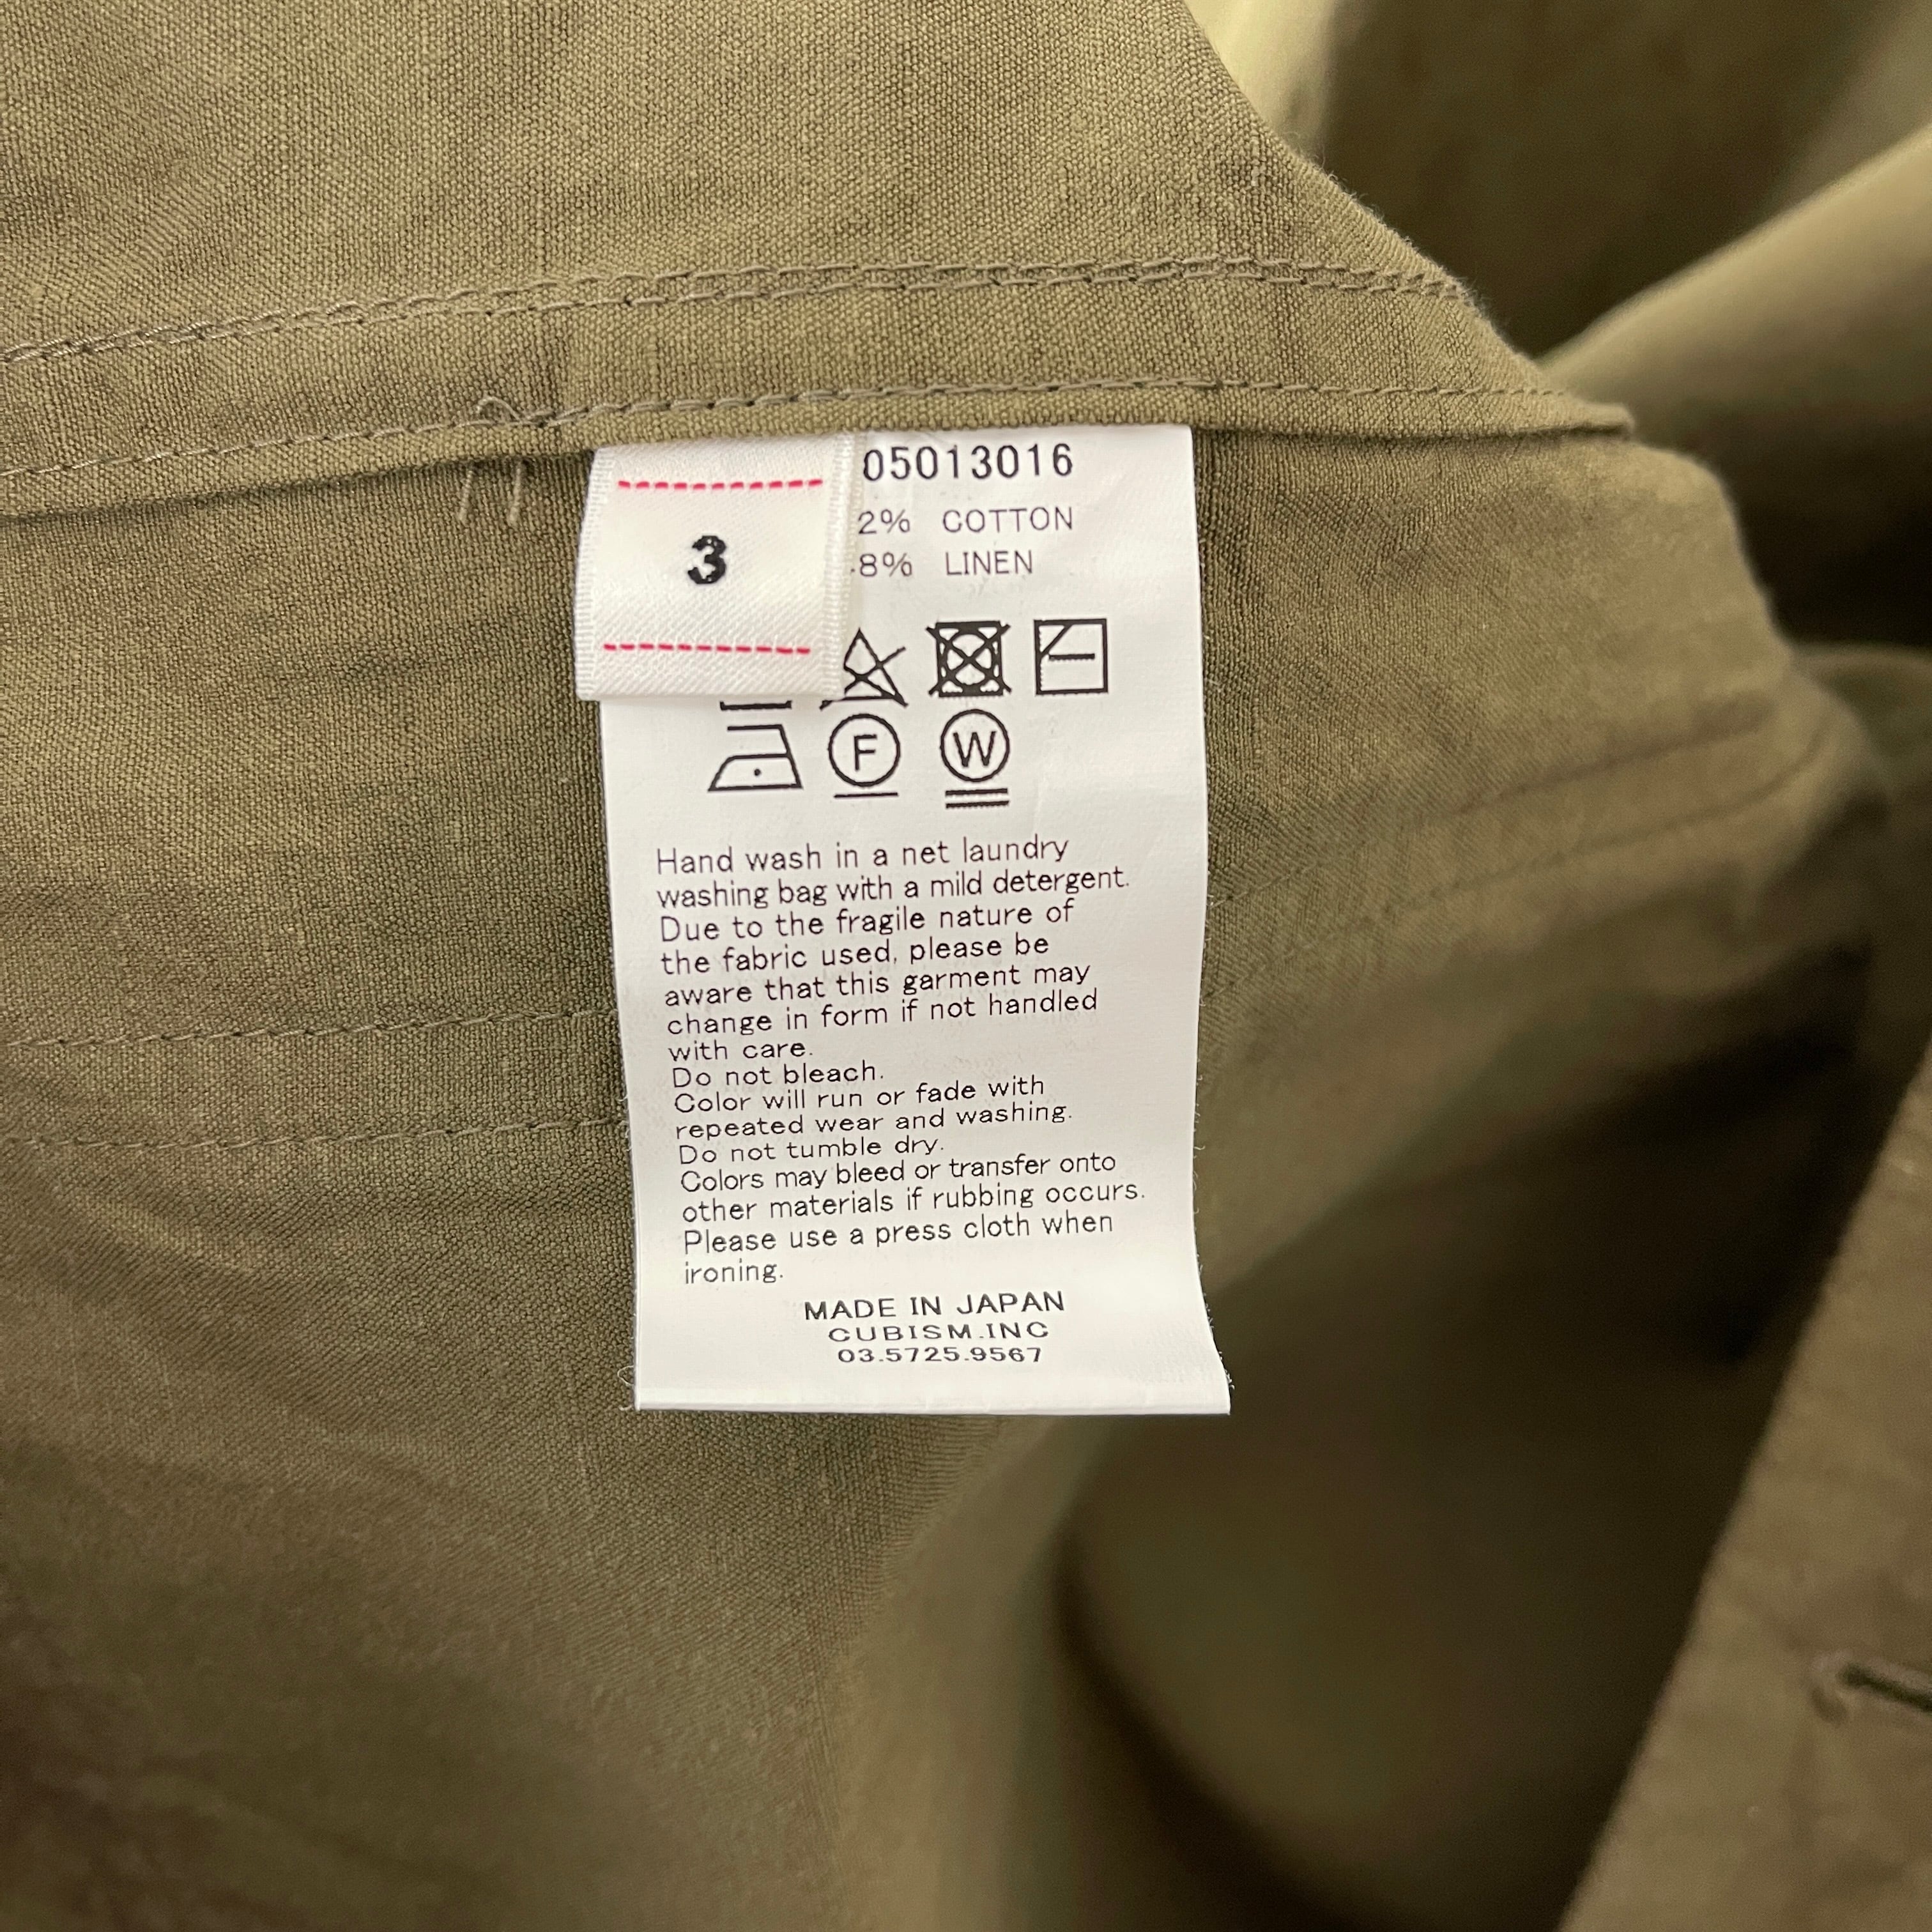 3
05013016
2% COTTON
8% LINEN
F W
Hand wash in a net laundry
washing bag with a mild detergent.
Due to the fragile nature of
the fabric used, please be
aware that this garment may
change in form if not handled
with care.
Do not bleach.
Color will run or fade with
repeated wear and washing.
Do not tumble dry.
Colors may bleed or transfer onto
other materials if rubbing occurs.
Please use a press cloth when
ironing.
MADE IN JAPAN
CUBISM.INC
03.5725.9567